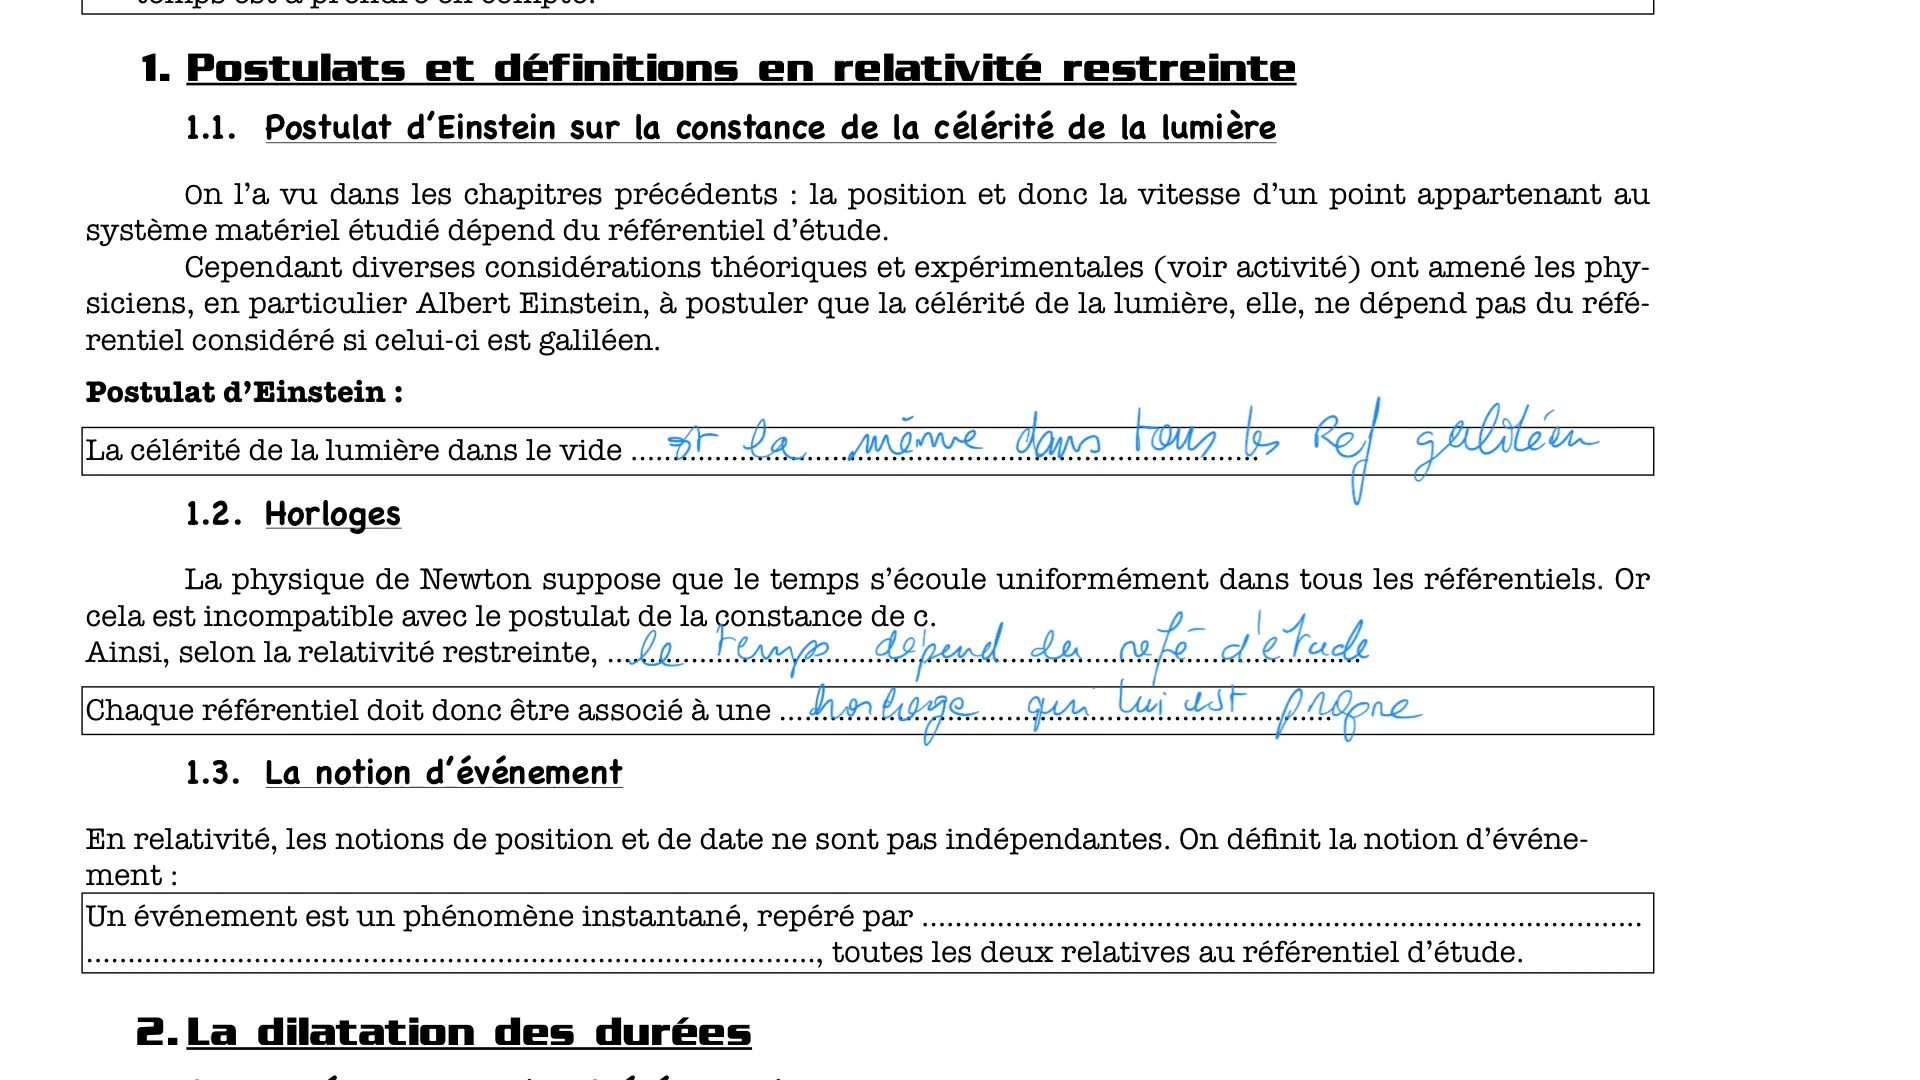 1. Postulats et définitions en relativité restreinte
1.1. Postulat d'Einstein sur la constance de la célérité de la lumière
On l'a vu dans les chapitres précédents : la position et donc la vitesse d'un point appartenant au
système matériel étudié dépend du référentiel d'étude.
Cependant diverses considérations théoriques et expérimentales (voir activité) ont amené les phy-
siciens, en particulier Albert Einstein, à postuler que la célérité de la lumière, elle, ne dépend pas du réfé-
rentiel considéré si celui-ci est galiléen.
Postulat d'Einstein :
La célérité de la lumière dans le vide est la même dans tous les Ref galiléen
1.2. Horloges
La physique de Newton suppose que le temps s'écoule uniformément dans tous les référentiels. Or
cela est incompatible avec le postulat de la constance de c.
Ainsi, selon la relativité restreinte, le temps dépend du refé d'étude
Chaque référentiel doit donc être associé à une horloge qui lui est propre
1.3. La notion d'événement
En relativité, les notions de position et de date ne sont pas indépendantes. On définit la notion d'événe-
ment :
Un événement est un phénomène instantané, repéré par ..........
.........., toutes les deux relatives au référentiel d'étude.
2. La dilatation des durées